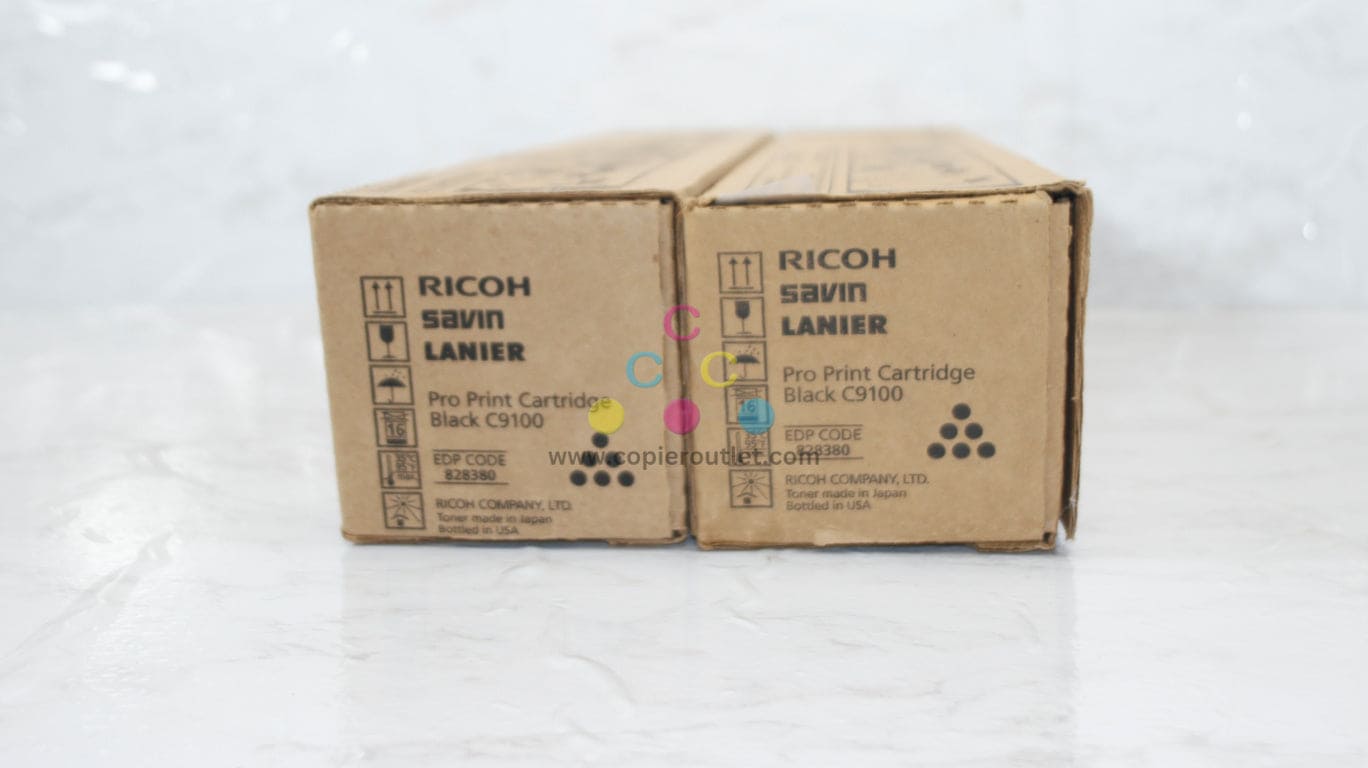 RICOH
savin
LANIER
Pro Print Cartridge
Black C9100
EDP CODE
828380
RICOH COMPANY, LTD.
Toner made in Japan
Bottled in USA
16
RICOH
savin
LANIER
Pro Print Cartridge
Black C9100
EDP CODE
828380
RICOH COMPANY, LTD.
Toner made in Japan
Bottled in USA
16
C
C C
www.copieroutlet.com